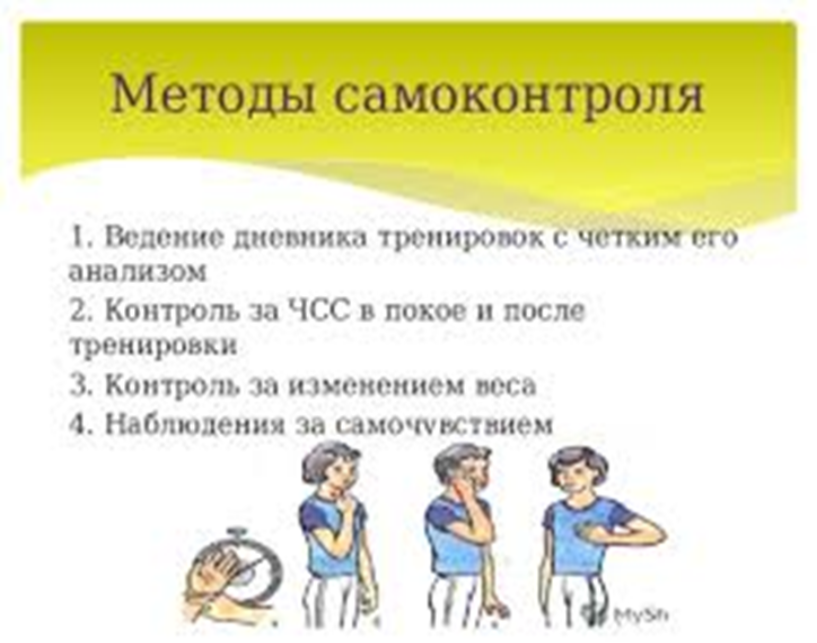 Методы самоконтроля
1. Ведение дневника тренировок с четким его
анализом
2. Контроль за ЧСС в покое и после
тренировки
3. Контроль за изменением веса
4. Наблюдения за самочувствием